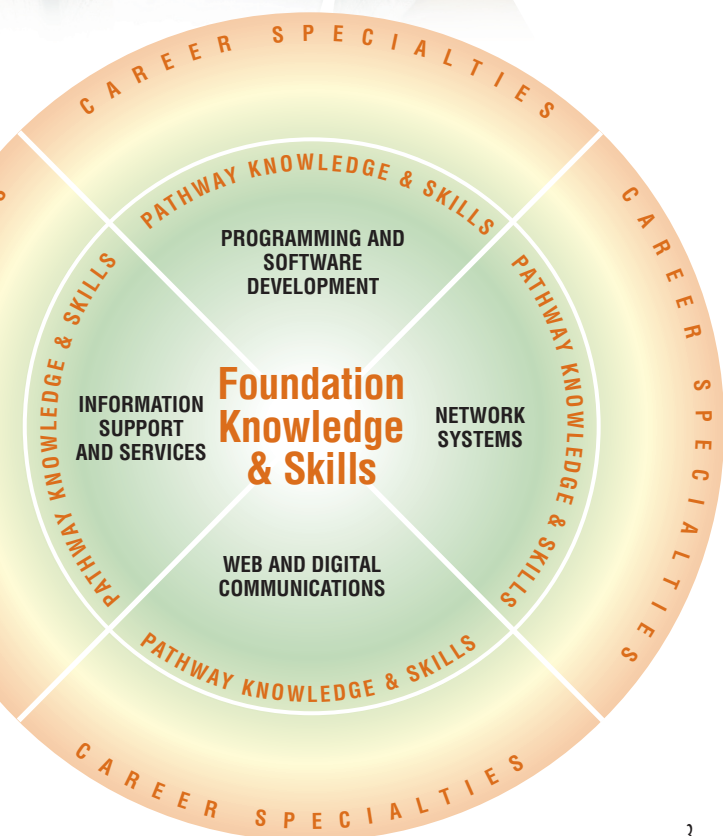 CAREER SPECIALTIES
PATHWAY KNOWLEDGE & SKILLS
PROGRAMMING AND
SOFTWARE
DEVELOPMENT
CAREER SPECIALTIES
PATHWAY KNOWLEDGE & SKILLS
PATHWAY KNOWLEDGE & SKILLS
INFORMATION
SUPPORT
AND SERVICES
Foundation
Knowledge
& Skills
NETWORK
SYSTEMS
WEB AND DIGITAL
COMMUNICATIONS
PATHWAY KNOWLEDGE & SKILLS
CAREER SPECIALTIES